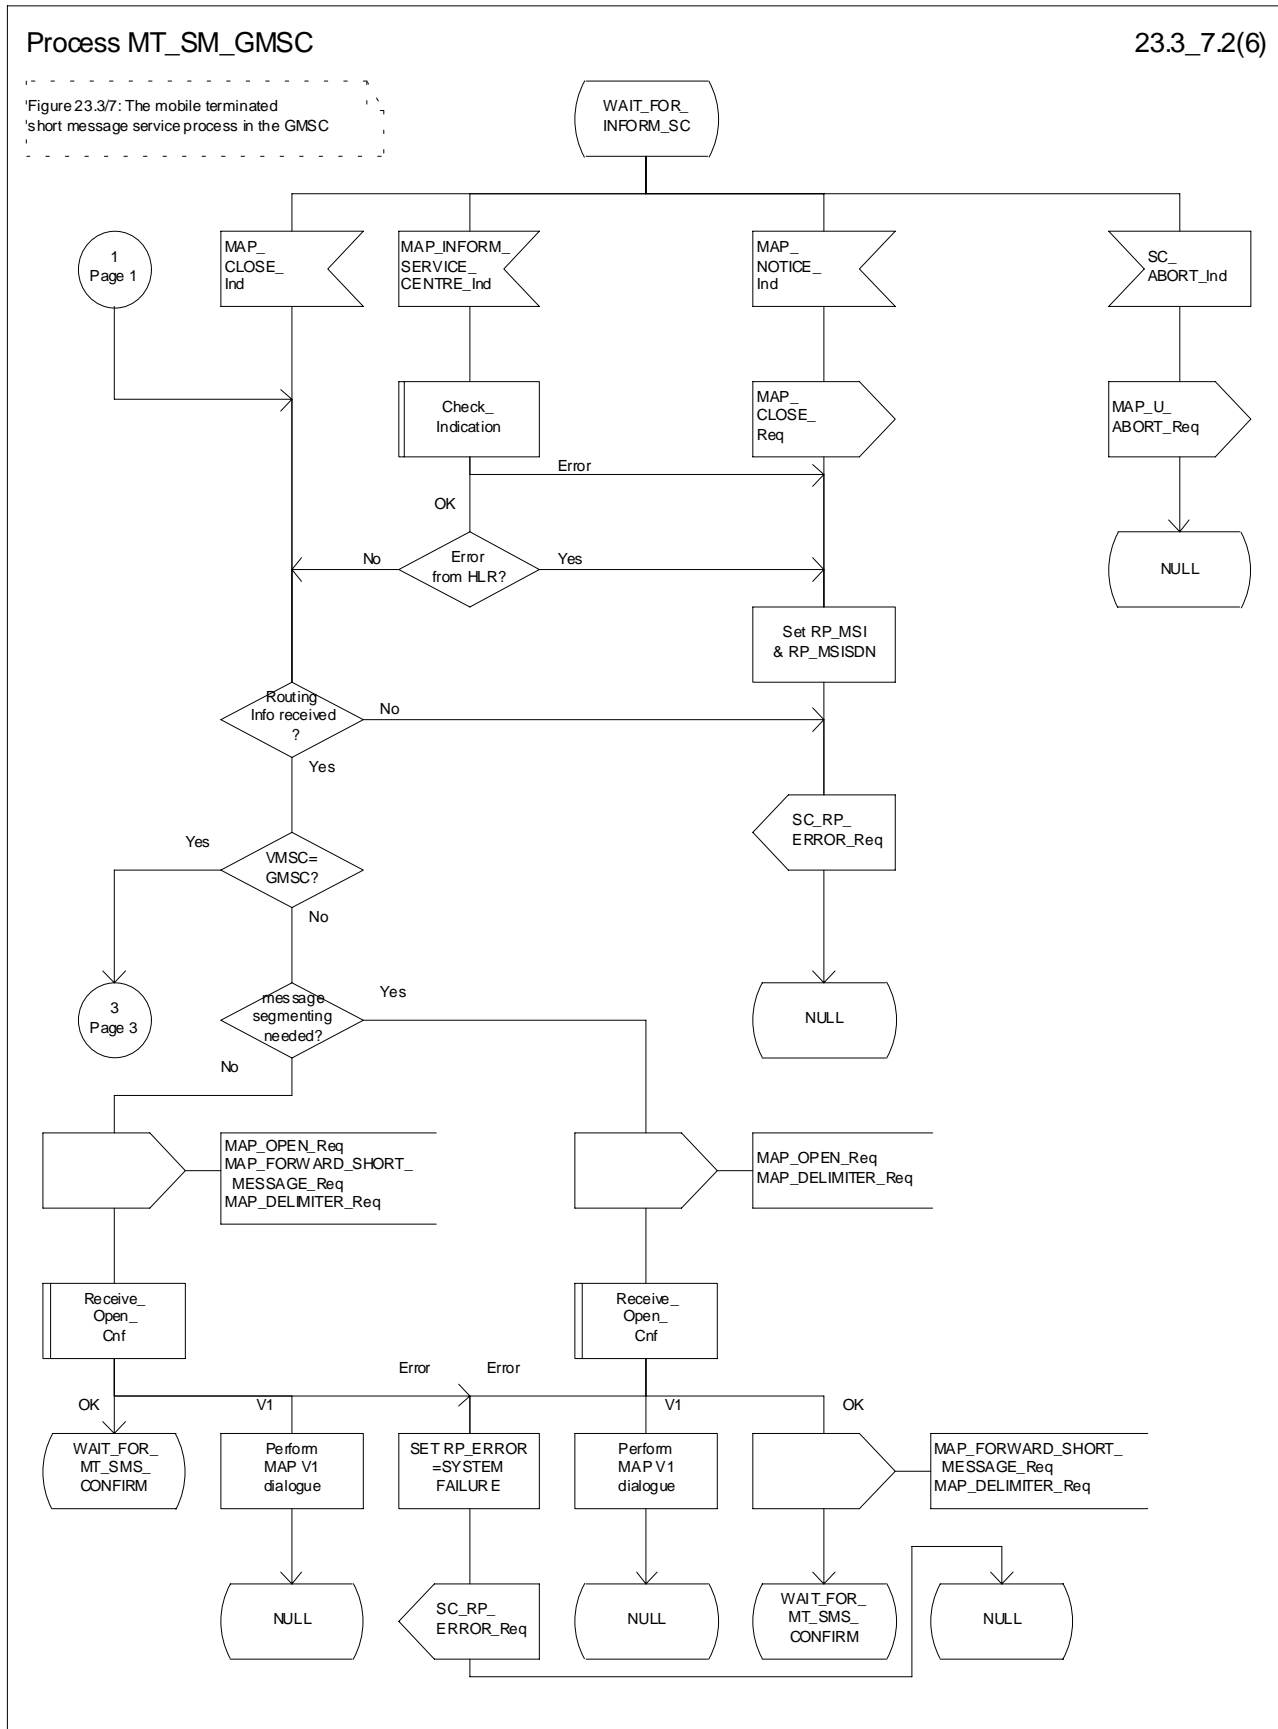 Process MT_SM_GMSC
23.3_7.2(6)
Figure 23.3/7: The mobile terminated
short message service process in the GMSC
WAIT_FOR_
INFORM_SC
1
Page 1
MAP_
CLOSE_
Ind
MAP_INFORM_
SERVICE_
CENTRE_Ind
MAP_
NOTICE_
Ind
SC_
ABORT_Ind
Check_
Indication
MAP_
CLOSE_
Req
MAP_U_
ABORT_Req
Error
OK
No
Error
from HLR?
Yes
NULL
Set RP_MSI
& RP_MSISDN
Routing
Info received
?
No
Yes
SC_RP_
ERROR_Req
Yes
VMSC=
GMSC?
No
3
Page 3
message
segmenting
needed?
Yes
NULL
No
MAP_OPEN_Req
MAP_FORWARD_SHORT_
MESSAGE_Req
MAP_DELIMITER_Req
MAP_OPEN_Req
MAP_DELIMITER_Req
Receive_
Open_
Cnf
Receive_
Open_
Cnf
Error
Error
OK
V1
V1
OK
WAIT_FOR_
MT_SMS_
CONFIRM
Perform
MAP V1
dialogue
SET RP_ERROR
=SYSTEM
FAILURE
Perform
MAP V1
dialogue
MAP_FORWARD_SHORT_
MESSAGE_Req
MAP_DELIMITER_Req
NULL
SC_RP_
ERROR_Req
NULL
WAIT_FOR_
MT_SMS_
CONFIRM
NULL